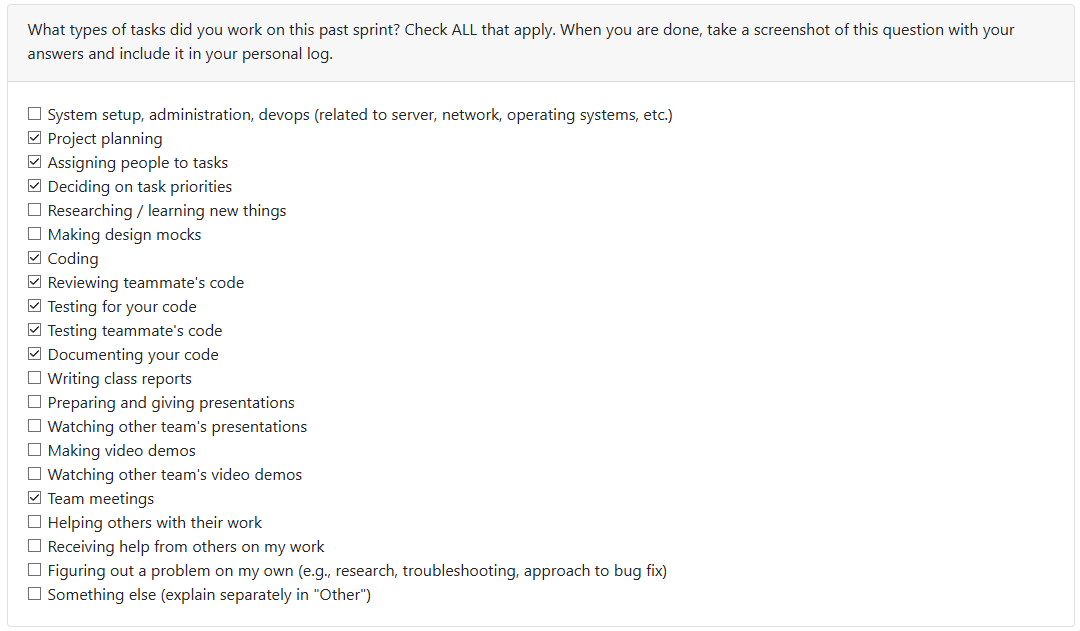 What types of tasks did you work on this past sprint? Check ALL that apply. When you are done, take a screenshot of this question with your
answers and include it in your personal log.
System setup, administration, devops (related to server, network, operating systems, etc.)
Project planning
Assigning people to tasks
Deciding on task priorities
Researching / learning new things
Making design mocks
Coding
Reviewing teammate's code
Testing for your code
Testing teammate's code
Documenting your code
Writing class reports
Preparing and giving presentations
Watching other team's presentations
Making video demos
Watching other team's video demos
Team meetings
Helping others with their work
Receiving help from others on my work
Figuring out a problem on my own (e.g., research, troubleshooting, approach to bug fix)
Something else (explain separately in "Other")